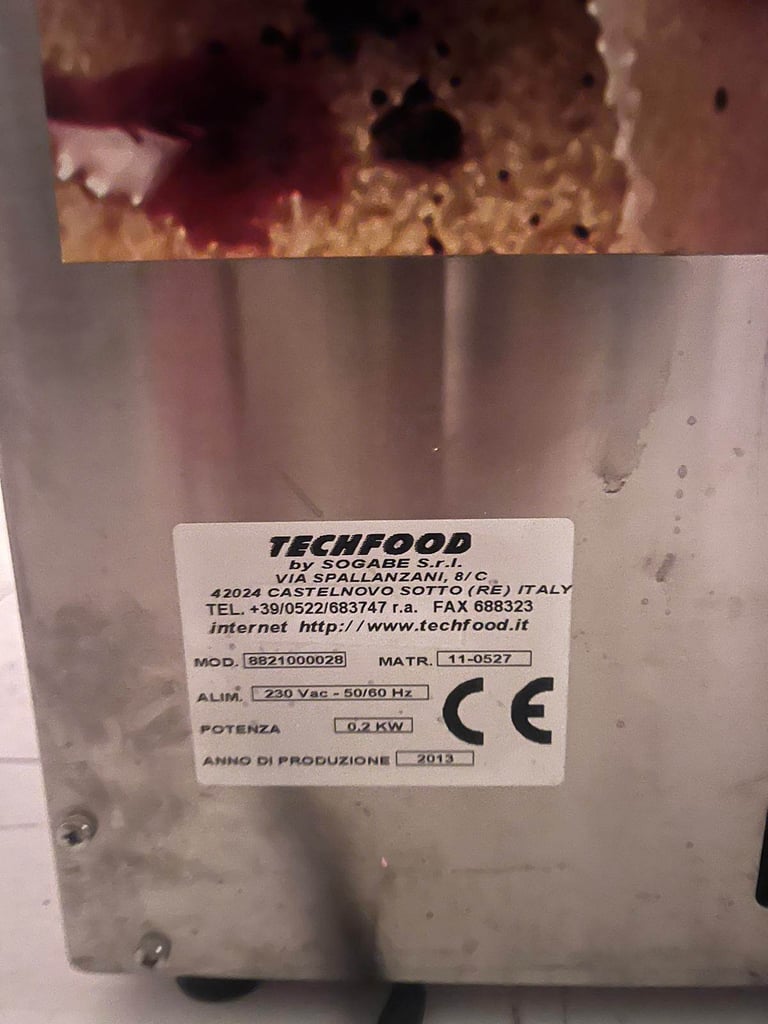 TECHFOOD
by SOGABE S.r.l.
VIA SPALLANZANI, 8/C
42024 CASTELNOVO SOTTO (RE) ITALY
TEL. +39/0522/683747 r.a. FAX 688323
internet http://www.techfood.it
MOD. 8821000028 MATR. 11-0527
ALIM. 230 Vac - 50/60 Hz
CE
POTENZA 0,2 KW
ANNO DI PRODUZIONE 2013